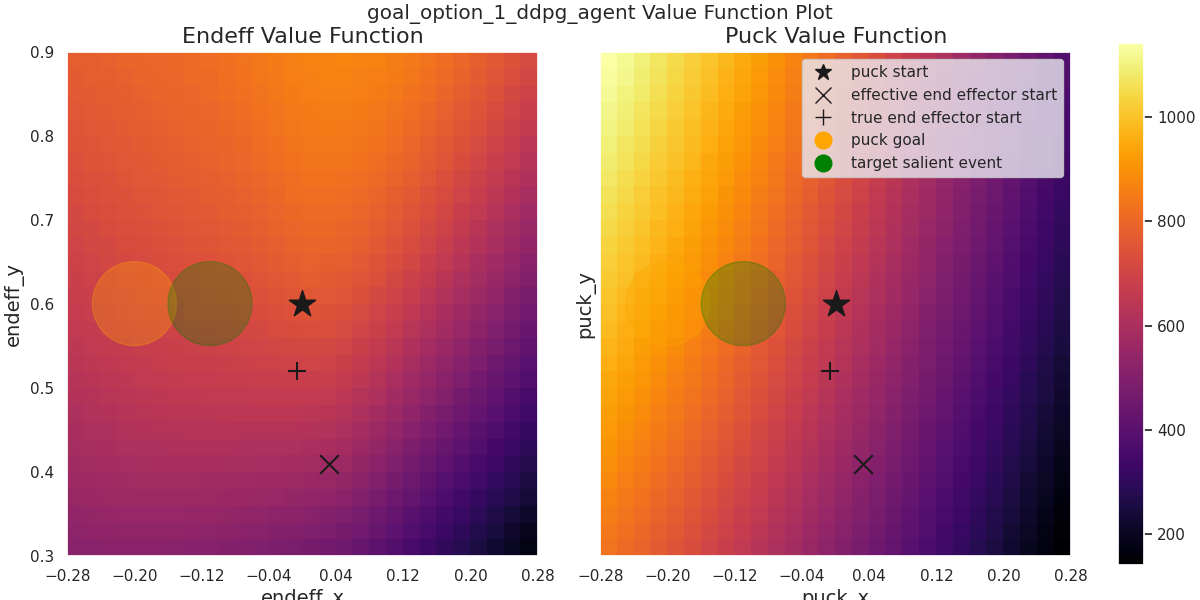 goal_option_1_ddpg_agent Value Function Plot
Endeff Value Function
0.9
0.8
0.7
0.6
0.5
0.4
0.3
endeff_y
−0.28 −0.20 −0.12 −0.04 0.04 0.12 0.20 0.28
endeff_x
Puck Value Function
puck start
effective end effector start
true end effector start
puck goal
target salient event
puck_y
−0.28 −0.20 −0.12 −0.04 0.04 0.12 0.20 0.28
puck_x
1000
800
600
400
200